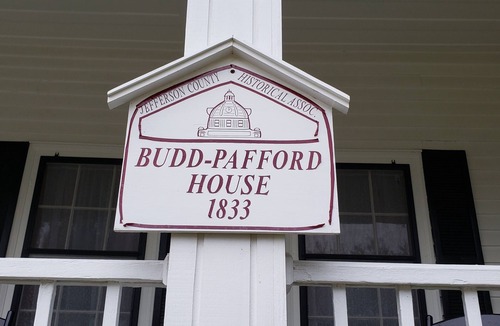 JEFFERSON COUNTY HISTORICAL ASSOC.
BUDD-PAFFORD
HOUSE
1833